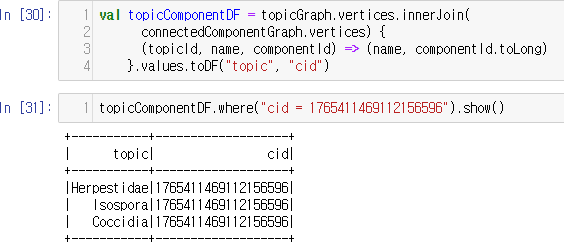 In [30]:
1 val topicComponentDF = topicGraph.vertices.innerJoin(
2 connectedComponentGraph.vertices) {
3 (topicId, name, componentId) => (name, componentId.toLong)
4 }.values.toDF("topic", "cid")
In [31]:
1 topicComponentDF.where("cid = 1765411469112156596").show()
+-----------+-------------------+
|      topic|                cid|
+-----------+-------------------+
|Herpestidae|1765411469112156596|
|   Isospora|1765411469112156596|
|   Coccidia|1765411469112156596|
+-----------+-------------------+